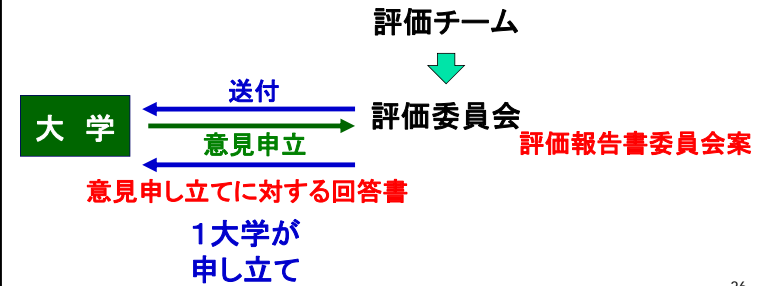 評価チーム
送付
大　学
評価委員会
意見申立
評価報告書委員会案
意見申し立てに対する回答書
１大学が
申し立て